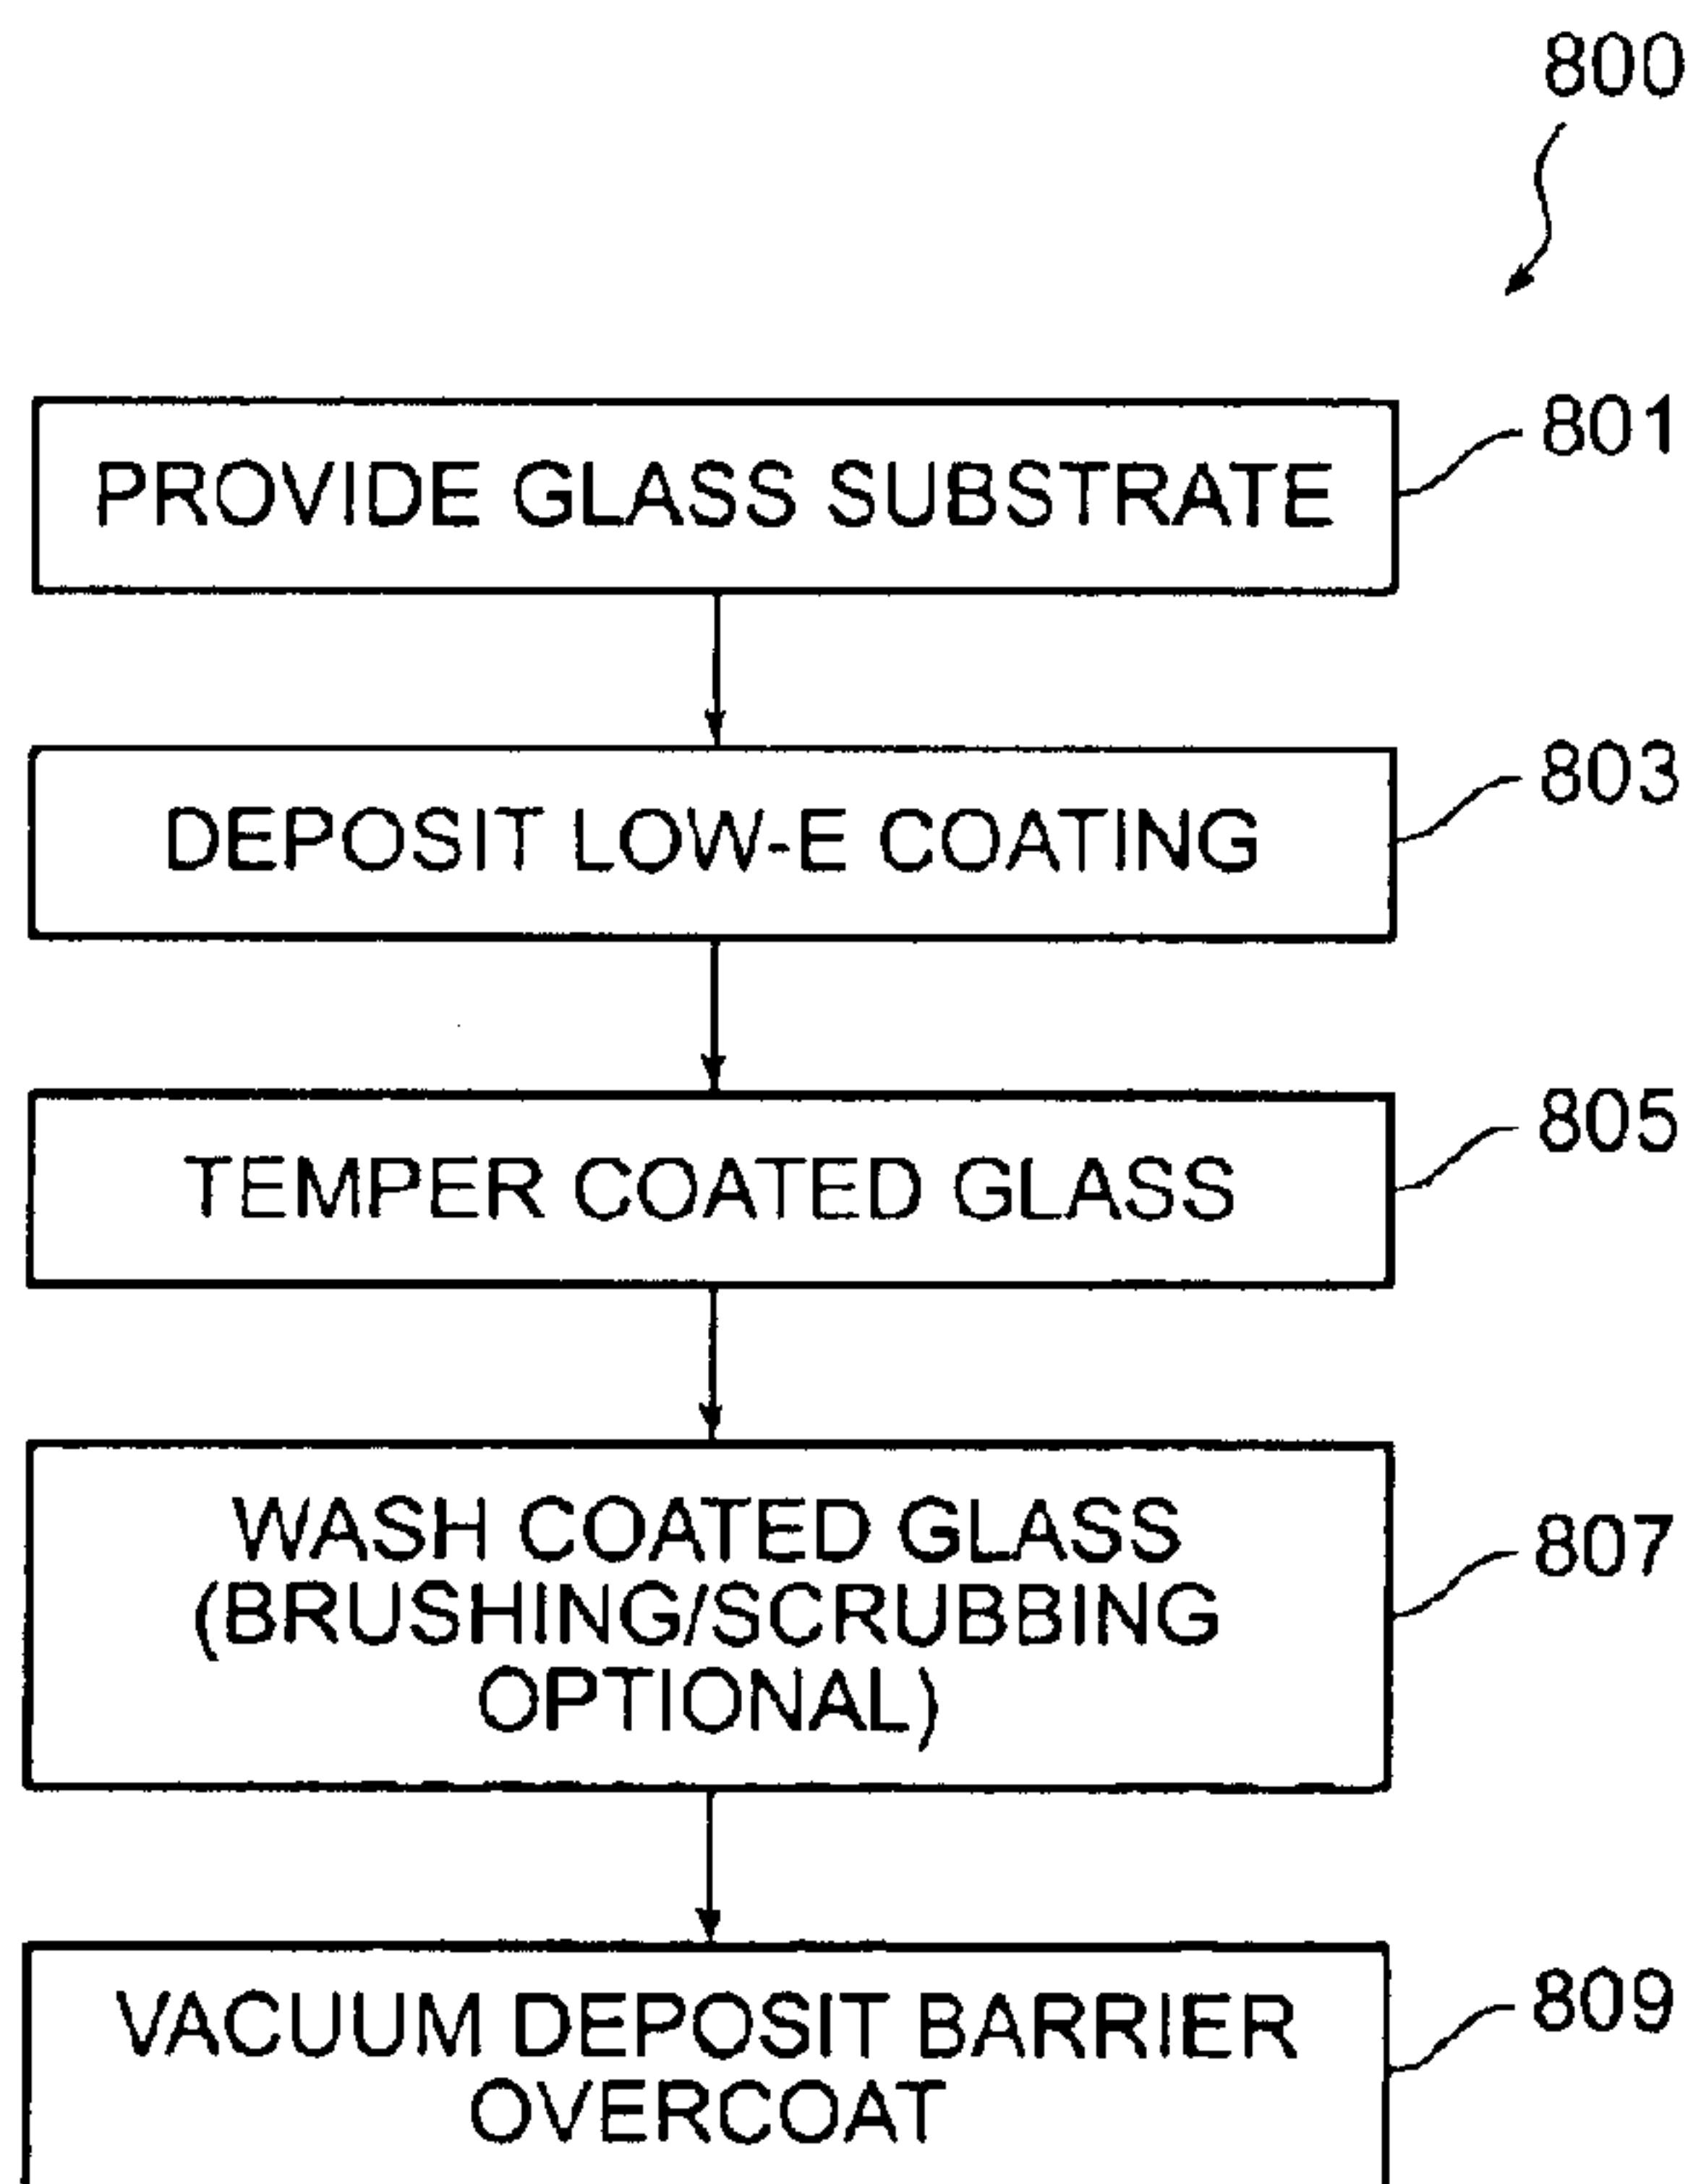 800
PROVIDE GLASS SUBSTRATE
801
DEPOSIT LOW-E COATING
803
TEMPER COATED GLASS
805
WASH COATED GLASS
(BRUSHING/SCRUBBING
OPTIONAL)
807
VACUUM DEPOSIT BARRIER
OVERCOAT
809